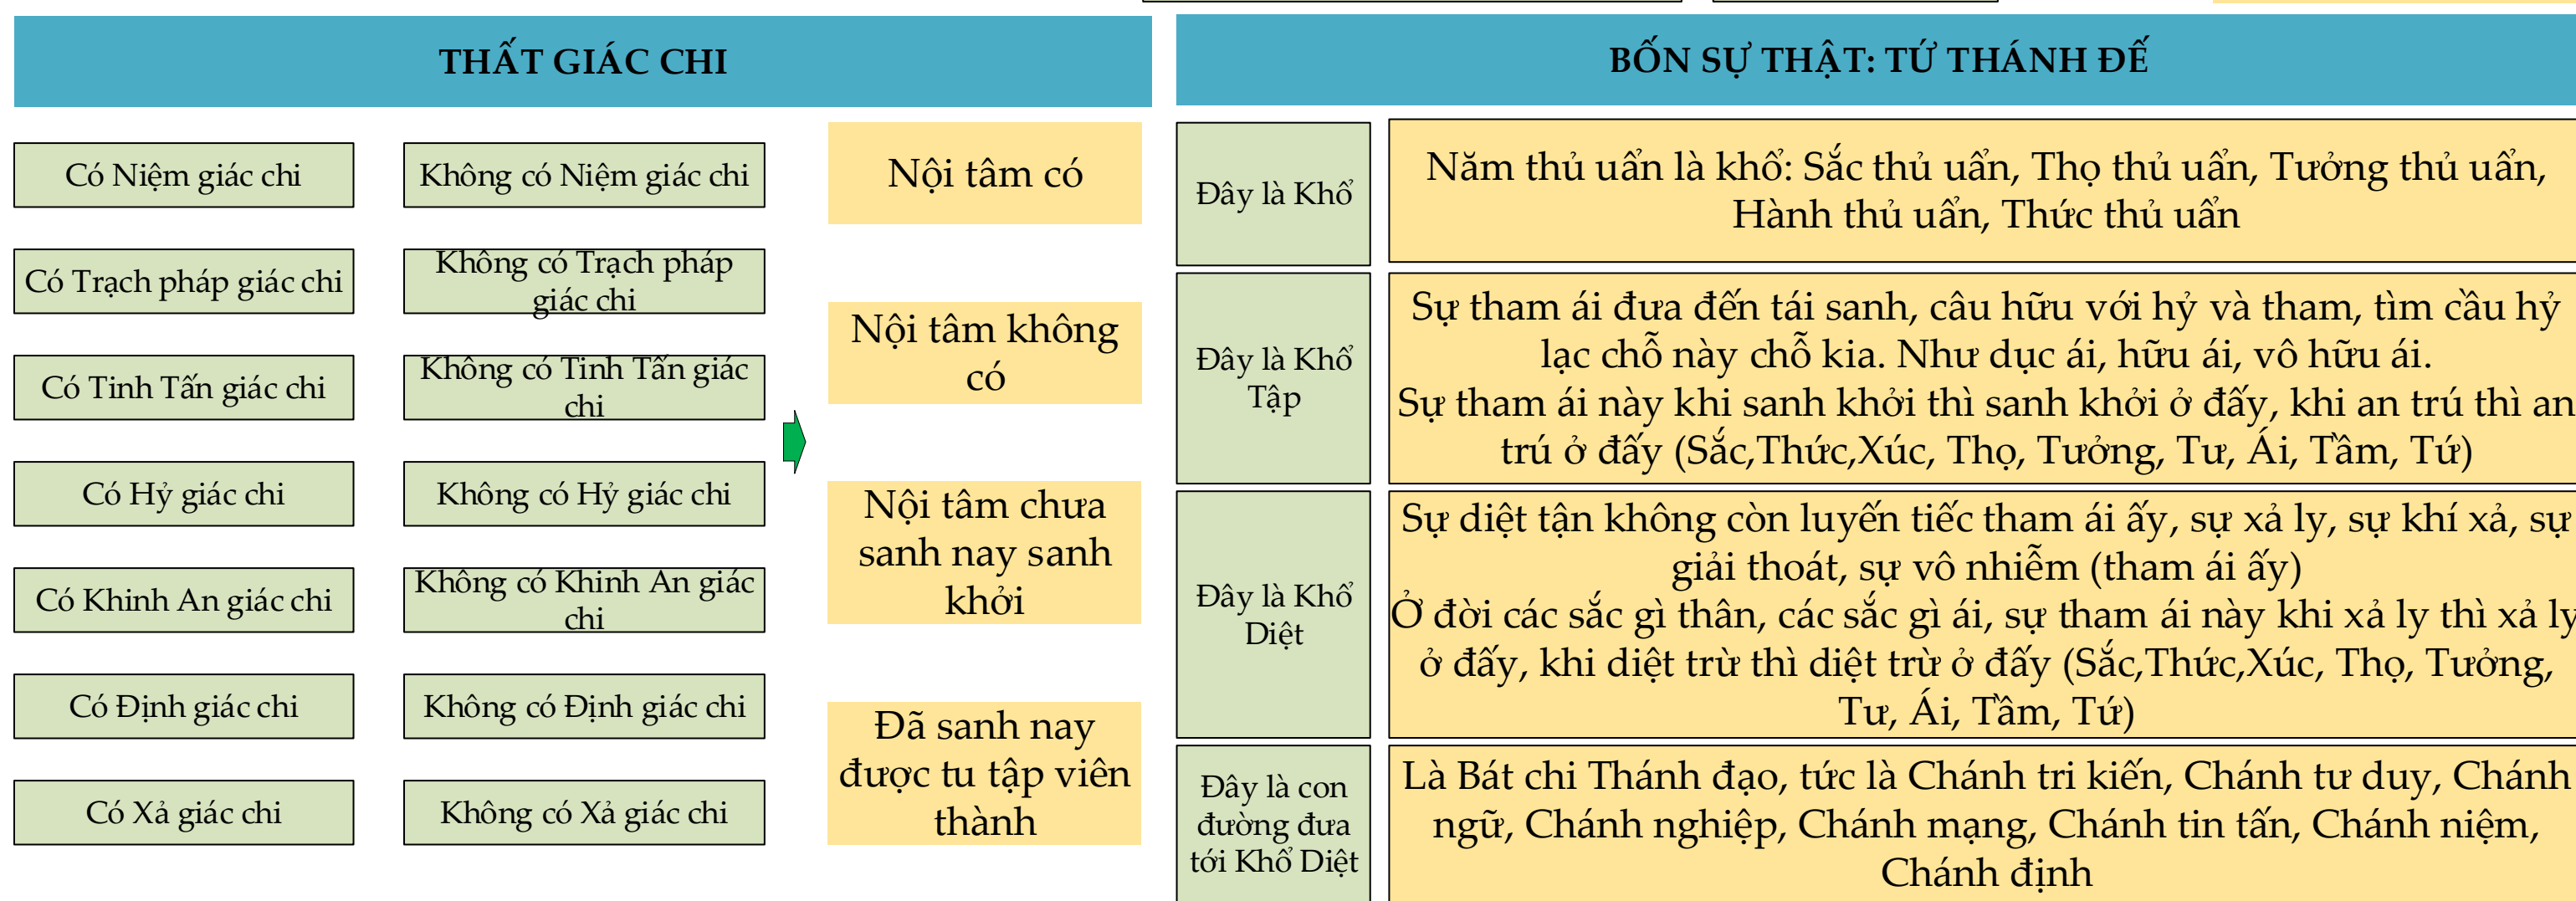 THẤT GIÁC CHI
Có Niệm giác chi
Không có Niệm giác chi
Có Trạch pháp giác chi
Không có Trạch pháp
giác chi
Có Tinh Tấn giác chi
Không có Tinh Tấn giác
chi
Có Hỷ giác chi
Không có Hỷ giác chi
Có Khinh An giác chi
Không có Khinh An giác
chi
Có Định giác chi
Không có Định giác chi
Có Xả giác chi
Không có Xả giác chi
Nội tâm có
Nội tâm không
có
Nội tâm chưa
sanh nay sanh
khởi
Đã sanh nay
được tu tập viên
thành
BỐN SỰ THẬT: TỨ THÁNH ĐẾ
Đây là Khổ
Năm thủ uẩn là khổ: Sắc thủ uẩn, Thọ thủ uẩn, Tưởng thủ uẩn,
Hành thủ uẩn, Thức thủ uẩn
Đây là Khổ
Tập
Sự tham ái đưa đến tái sanh, câu hữu với hỷ và tham, tìm cầu hỷ
lạc chỗ này chỗ kia. Như dục ái, hữu ái, vô hữu ái.
Sự tham ái này khi sanh khởi thì sanh khởi ở đấy, khi an trú thì an
trú ở đấy (Sắc,Thức,Xúc, Thọ, Tưởng, Tư, Ái, Tầm, Tứ)
Đây là Khổ
Diệt
Sự diệt tận không còn luyến tiếc tham ái ấy, sự xả ly, sự khí xả, sự
giải thoát, sự vô nhiễm (tham ái ấy)
Ở đời các sắc gì thân, các sắc gì ái, sự tham ái này khi xả ly thì xả ly
ở đấy, khi diệt trừ thì diệt trừ ở đấy (Sắc,Thức,Xúc, Thọ, Tưởng,
Tư, Ái, Tầm, Tứ)
Đây là con
đường đưa
tới Khổ Diệt
Là Bát chi Thánh đạo, tức là Chánh tri kiến, Chánh tư duy, Chánh
ngữ, Chánh nghiệp, Chánh mạng, Chánh tin tấn, Chánh niệm,
Chánh định